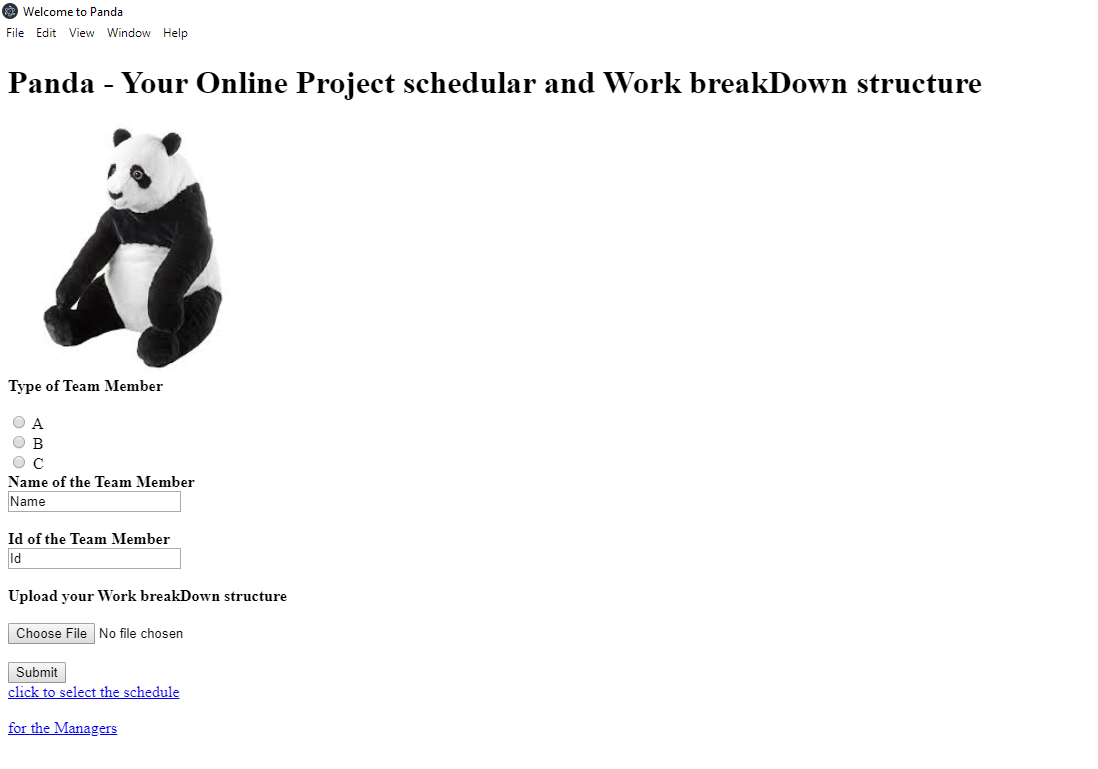 Welcome to Panda
File Edit View Window Help
Panda - Your Online Project schedular and Work breakDown structure
Type of Team Member
A
B
C
Name of the Team Member
Name
Id of the Team Member
Id
Upload your Work breakDown structure
Choose File No file chosen
Submit
click to select the schedule
for the Managers